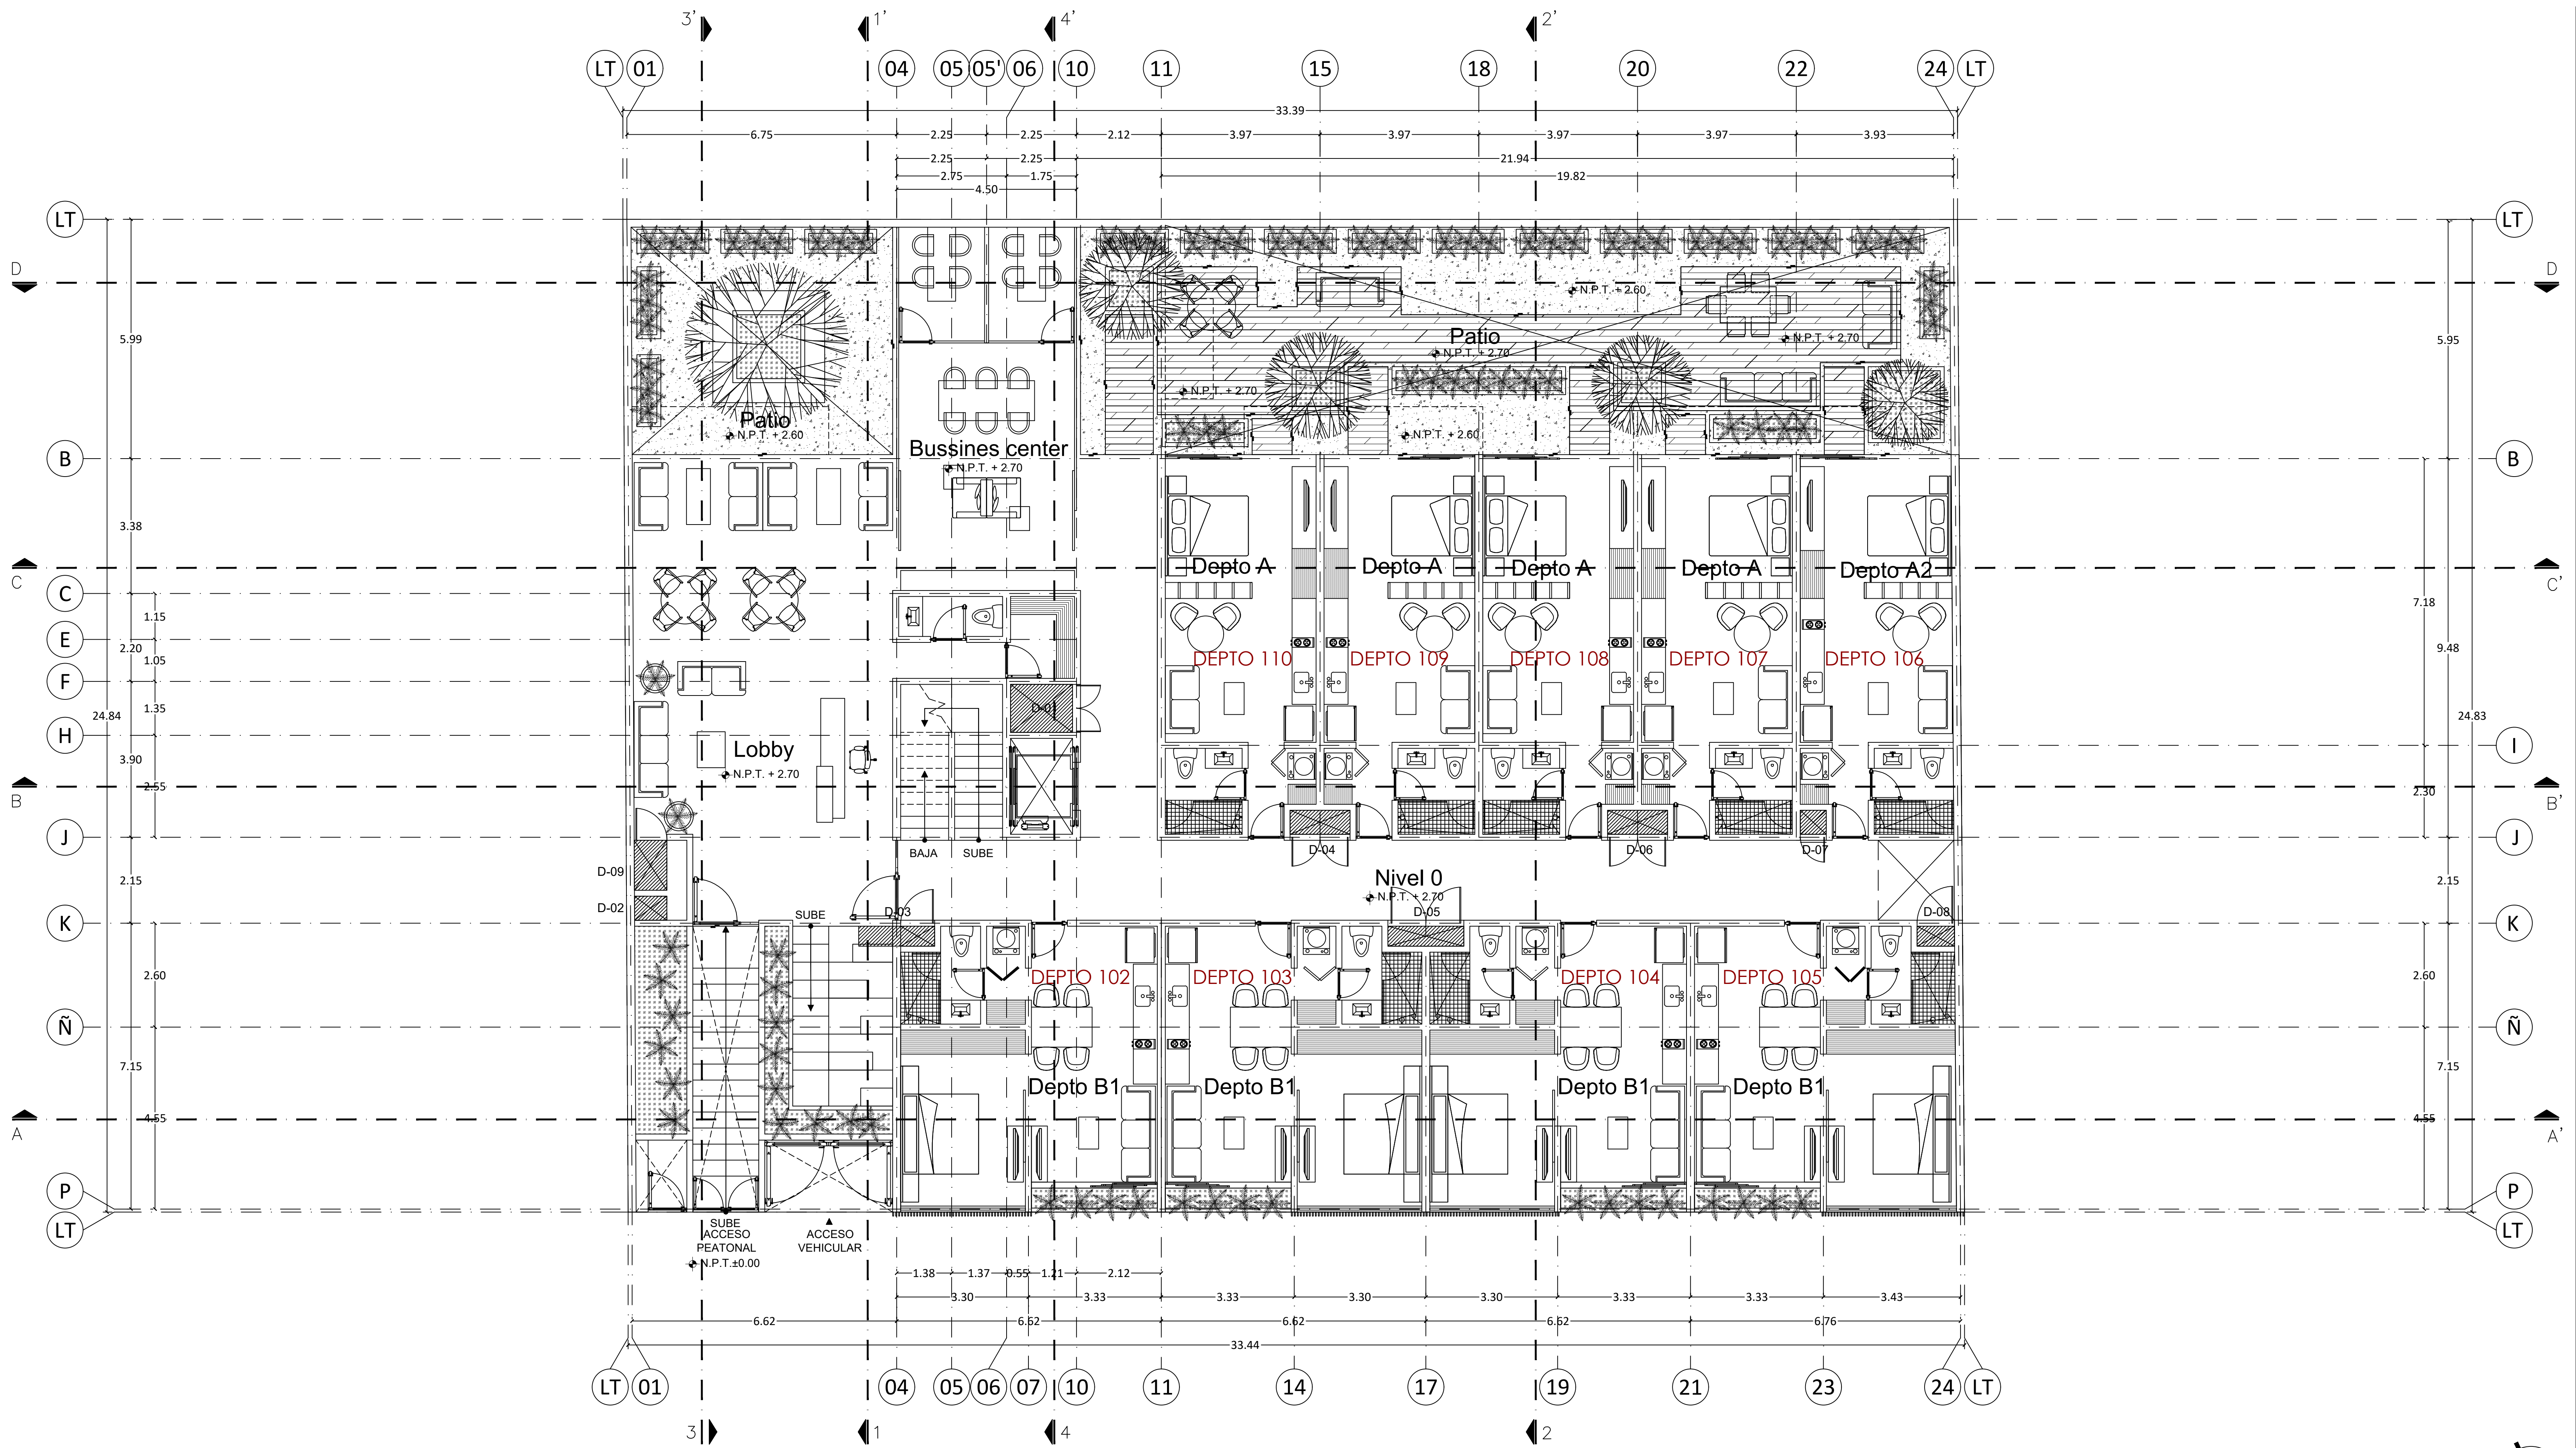 3' 1' 4' 2'
LT 01 04 05 05' 06 10 11 15 18 20 22 24 LT
33.39
6.75 2.25 2.25 2.12 3.97 3.97 3.97 3.97 3.93
2.25 2.25 21.94
2.75 1.75 19.82
4.50
LT LT
D D
N.P.T. + 2.60
Patio
N.P.T. + 2.70
N.P.T. + 2.70
5.99 5.95
N.P.T. + 2.70
Patio
N.P.T. + 2.60
N.P.T. + 2.60
Bussines center
N.P.T. + 2.70
B B
3.38
Depto A Depto A Depto A Depto A Depto A2
C C'
C
1.15 7.18
E
2.20 9.48
1.05
DEPTO 110 DEPTO 109 DEPTO 108 DEPTO 107 DEPTO 106
F
1.35 D-01
24.84 24.83
H I
Lobby
3.90
N.P.T. + 2.70
2.55 2.30
B B'
J J
BAJA SUBE D-04 D-06 D-07
D-09
2.15 2.15
Nivel 0
N.P.T. + 2.70
D-02 SUBE D-03 D-05 D-08
K K
2.60 2.60
DEPTO 102 DEPTO 103 DEPTO 104 DEPTO 105
Ñ Ñ
7.15 7.15
Depto B1 Depto B1 Depto B1 Depto B1
4.55 4.55
A A'
P P
LT LT
SUBE
ACCESO
PEATONAL
ACCESO
VEHICULAR
N.P.T.±0.00
1.38 1.37 0.55 1.21 2.12
3.30 3.33 3.33 3.30 3.30 3.33 3.33 3.43
6.62 6.62 6.62 6.62 6.76
33.44
LT 01 04 05 06 07 10 11 14 17 19 21 23 24 LT
3 1 4 2